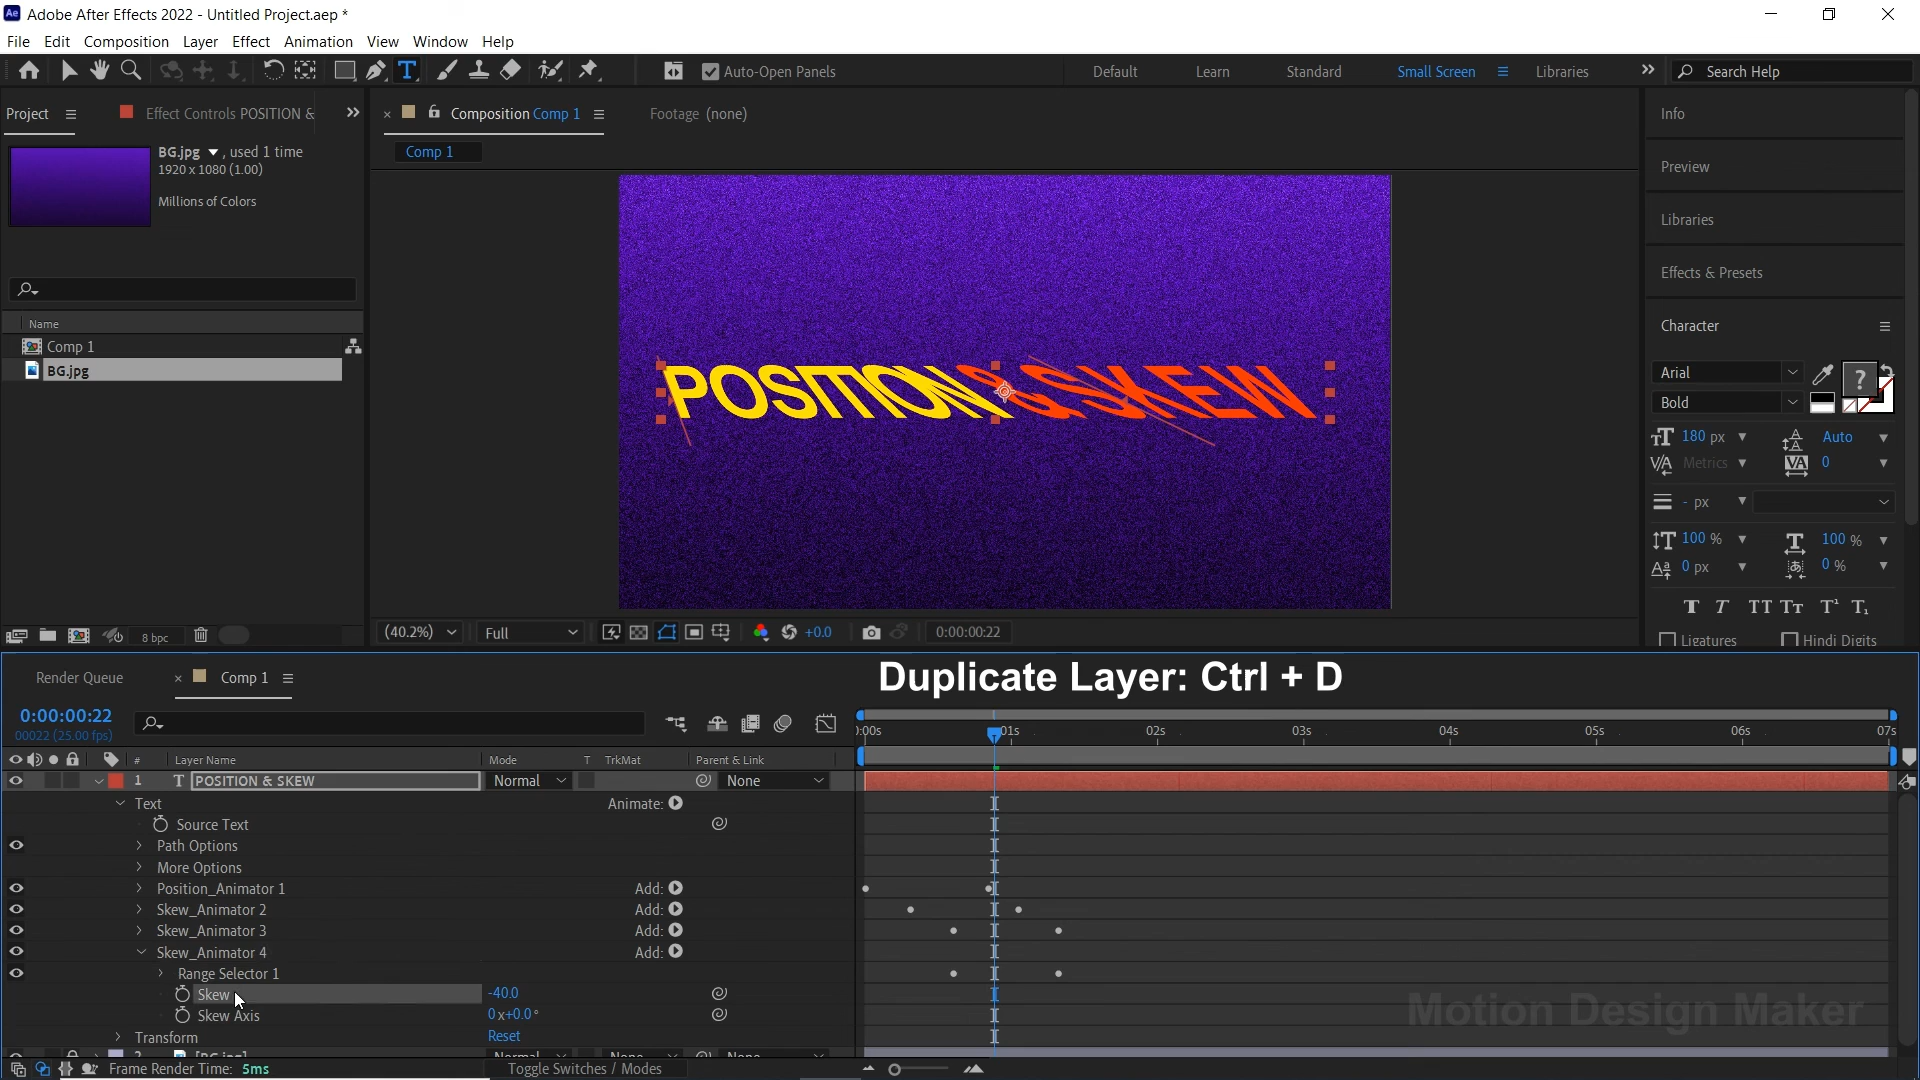 Adobe After Effects 2022 - Untitled Project.aep *
File Edit Composition Layer Effect Animation View Window Help
Auto-Open Panels Default Learn Standard Small Screen Libraries Search Help
Project Effect Controls POSITION &
BG.jpg , used 1 time
1920 x 1080 (1.00)
Millions of Colors
Name
Comp 1
BG.jpg
8 bpc
Composition Comp 1 Footage (none)
Comp 1
POSITION & SKEW
(40.2%) Full +0.0 0:00:00:22
Info
Preview
Libraries
Effects & Presets
Character
Arial
Bold
180 px Auto
Metrics 0
- px
100 % 100 %
0 px 0 %
Ligatures Hindi Digits
Render Queue Comp 1
Duplicate Layer: Ctrl + D
0:00:00:22
00022 (25.00 fps)
:00s 01s 02s 03s 04s 05s 06s 07s
# Layer Name Mode T TrkMat Parent & Link
1 T POSITION & SKEW Normal None
Text Animate:
Source Text
Path Options
More Options
Position_Animator 1 Add:
Skew_Animator 2 Add:
Skew_Animator 3 Add:
Skew_Animator 4 Add:
Range Selector 1
Skew -40.0
Skew Axis 0x+0.0°
Transform Reset
2 [BG.jpg] Normal None None
Frame Render Time: 5ms Toggle Switches / Modes
Motion Design Maker